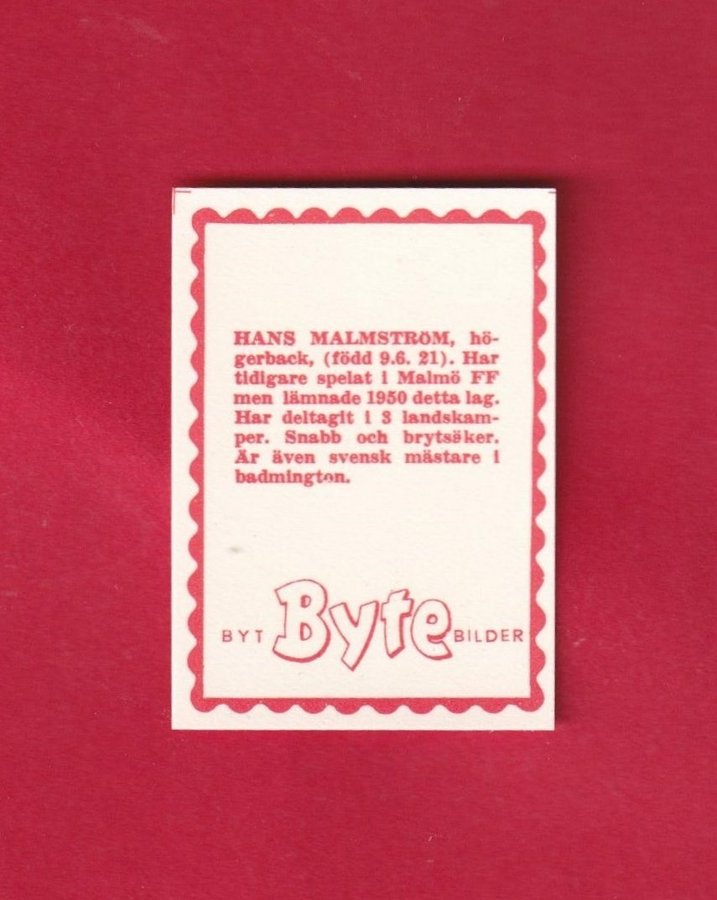 HANS MALMSTRÖM, hö-
gerback, (född 9.6. 21). Har
tidigare spelat i Malmö FF
men lämnade 1950 detta lag.
Har deltagit i 3 landskam-
per. Snabb och brytsäker.
Är även svensk mästare i
badmington.
BYT Byte BILDER